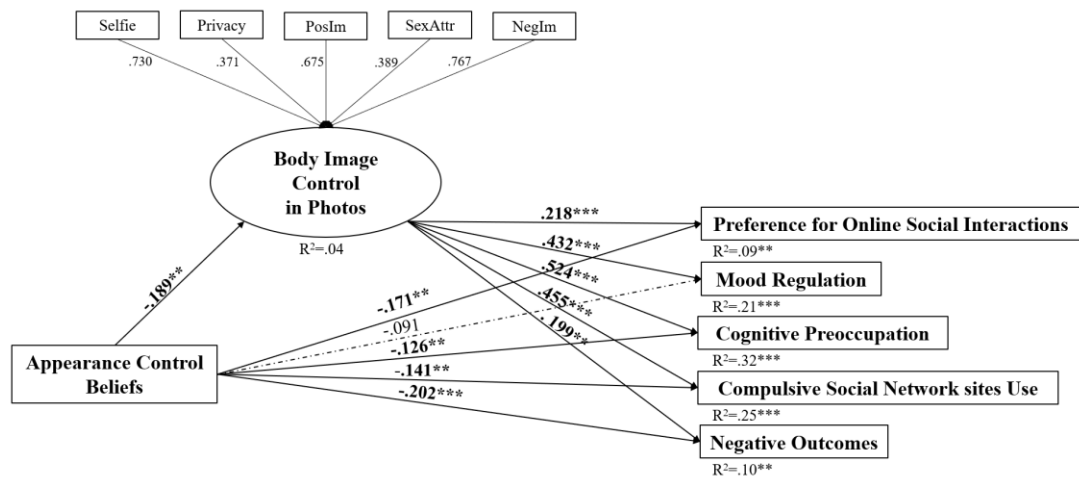 Selfie
Privacy
PosIm
SexAttr
NegIm
.730
.371
.675
.389
.767
Body Image
Control
in Photos
R²=.04
.218***
Preference for Online Social Interactions
R²=.09**
.432***
Mood Regulation
R²=.21***
.524***
Cognitive Preoccupation
R²=.32***
.455***
Compulsive Social Network sites Use
R²=.25***
.199**
Negative Outcomes
R²=.10**
-.189**
-.171**
-.091
-.126**
-.141**
-.202***
Appearance Control
Beliefs